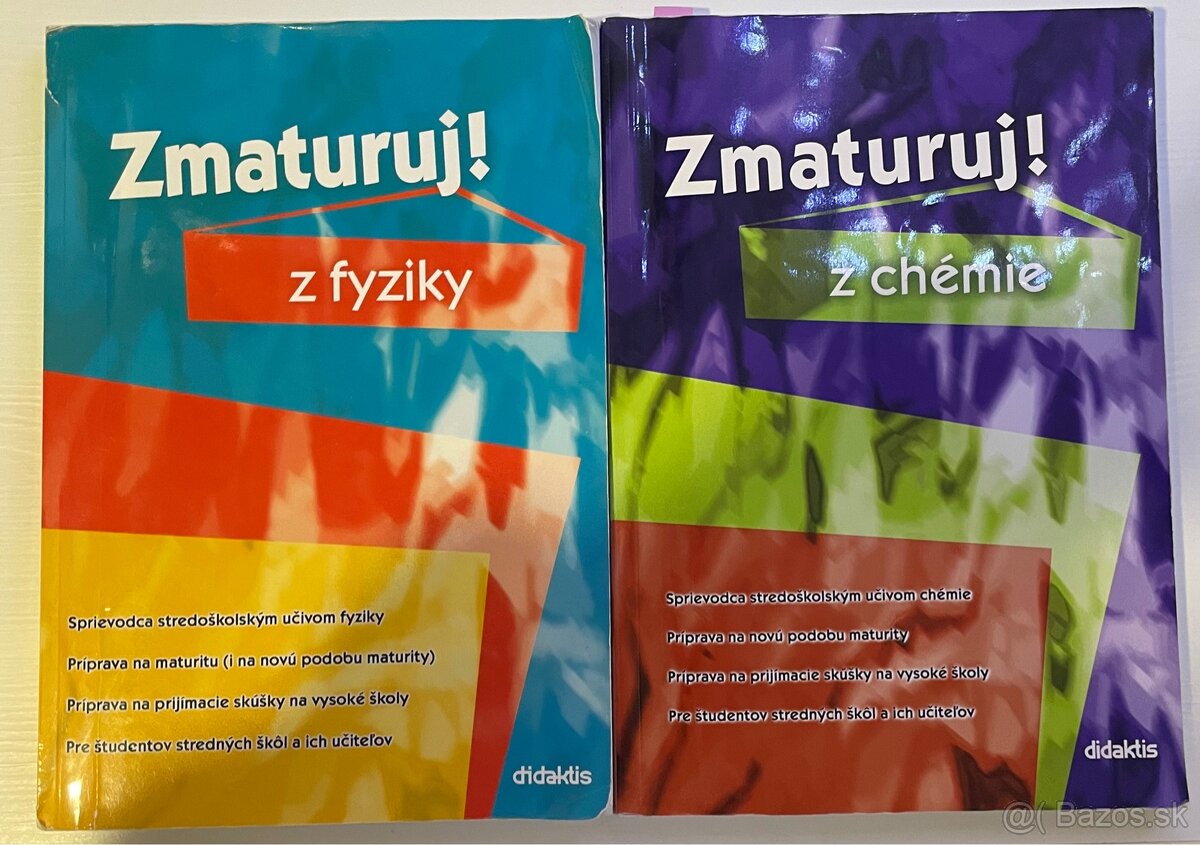 Zmaturuj!
z fyziky
Sprievodca stredoškolským učivom fyziky
Príprava na maturitu (i na novú podobu maturity)
Príprava na prijímacie skúšky na vysoké školy
Pre študentov stredných škôl a ich učiteľov
didaktis
Zmaturuj!
z chémie
Sprievodca stredoškolským učivom chémie
Príprava na novú podobu maturity
Príprava na prijímacie skúšky na vysoké školy
Pre študentov stredných škôl a ich učiteľov
didaktis
@( Bazos.sk